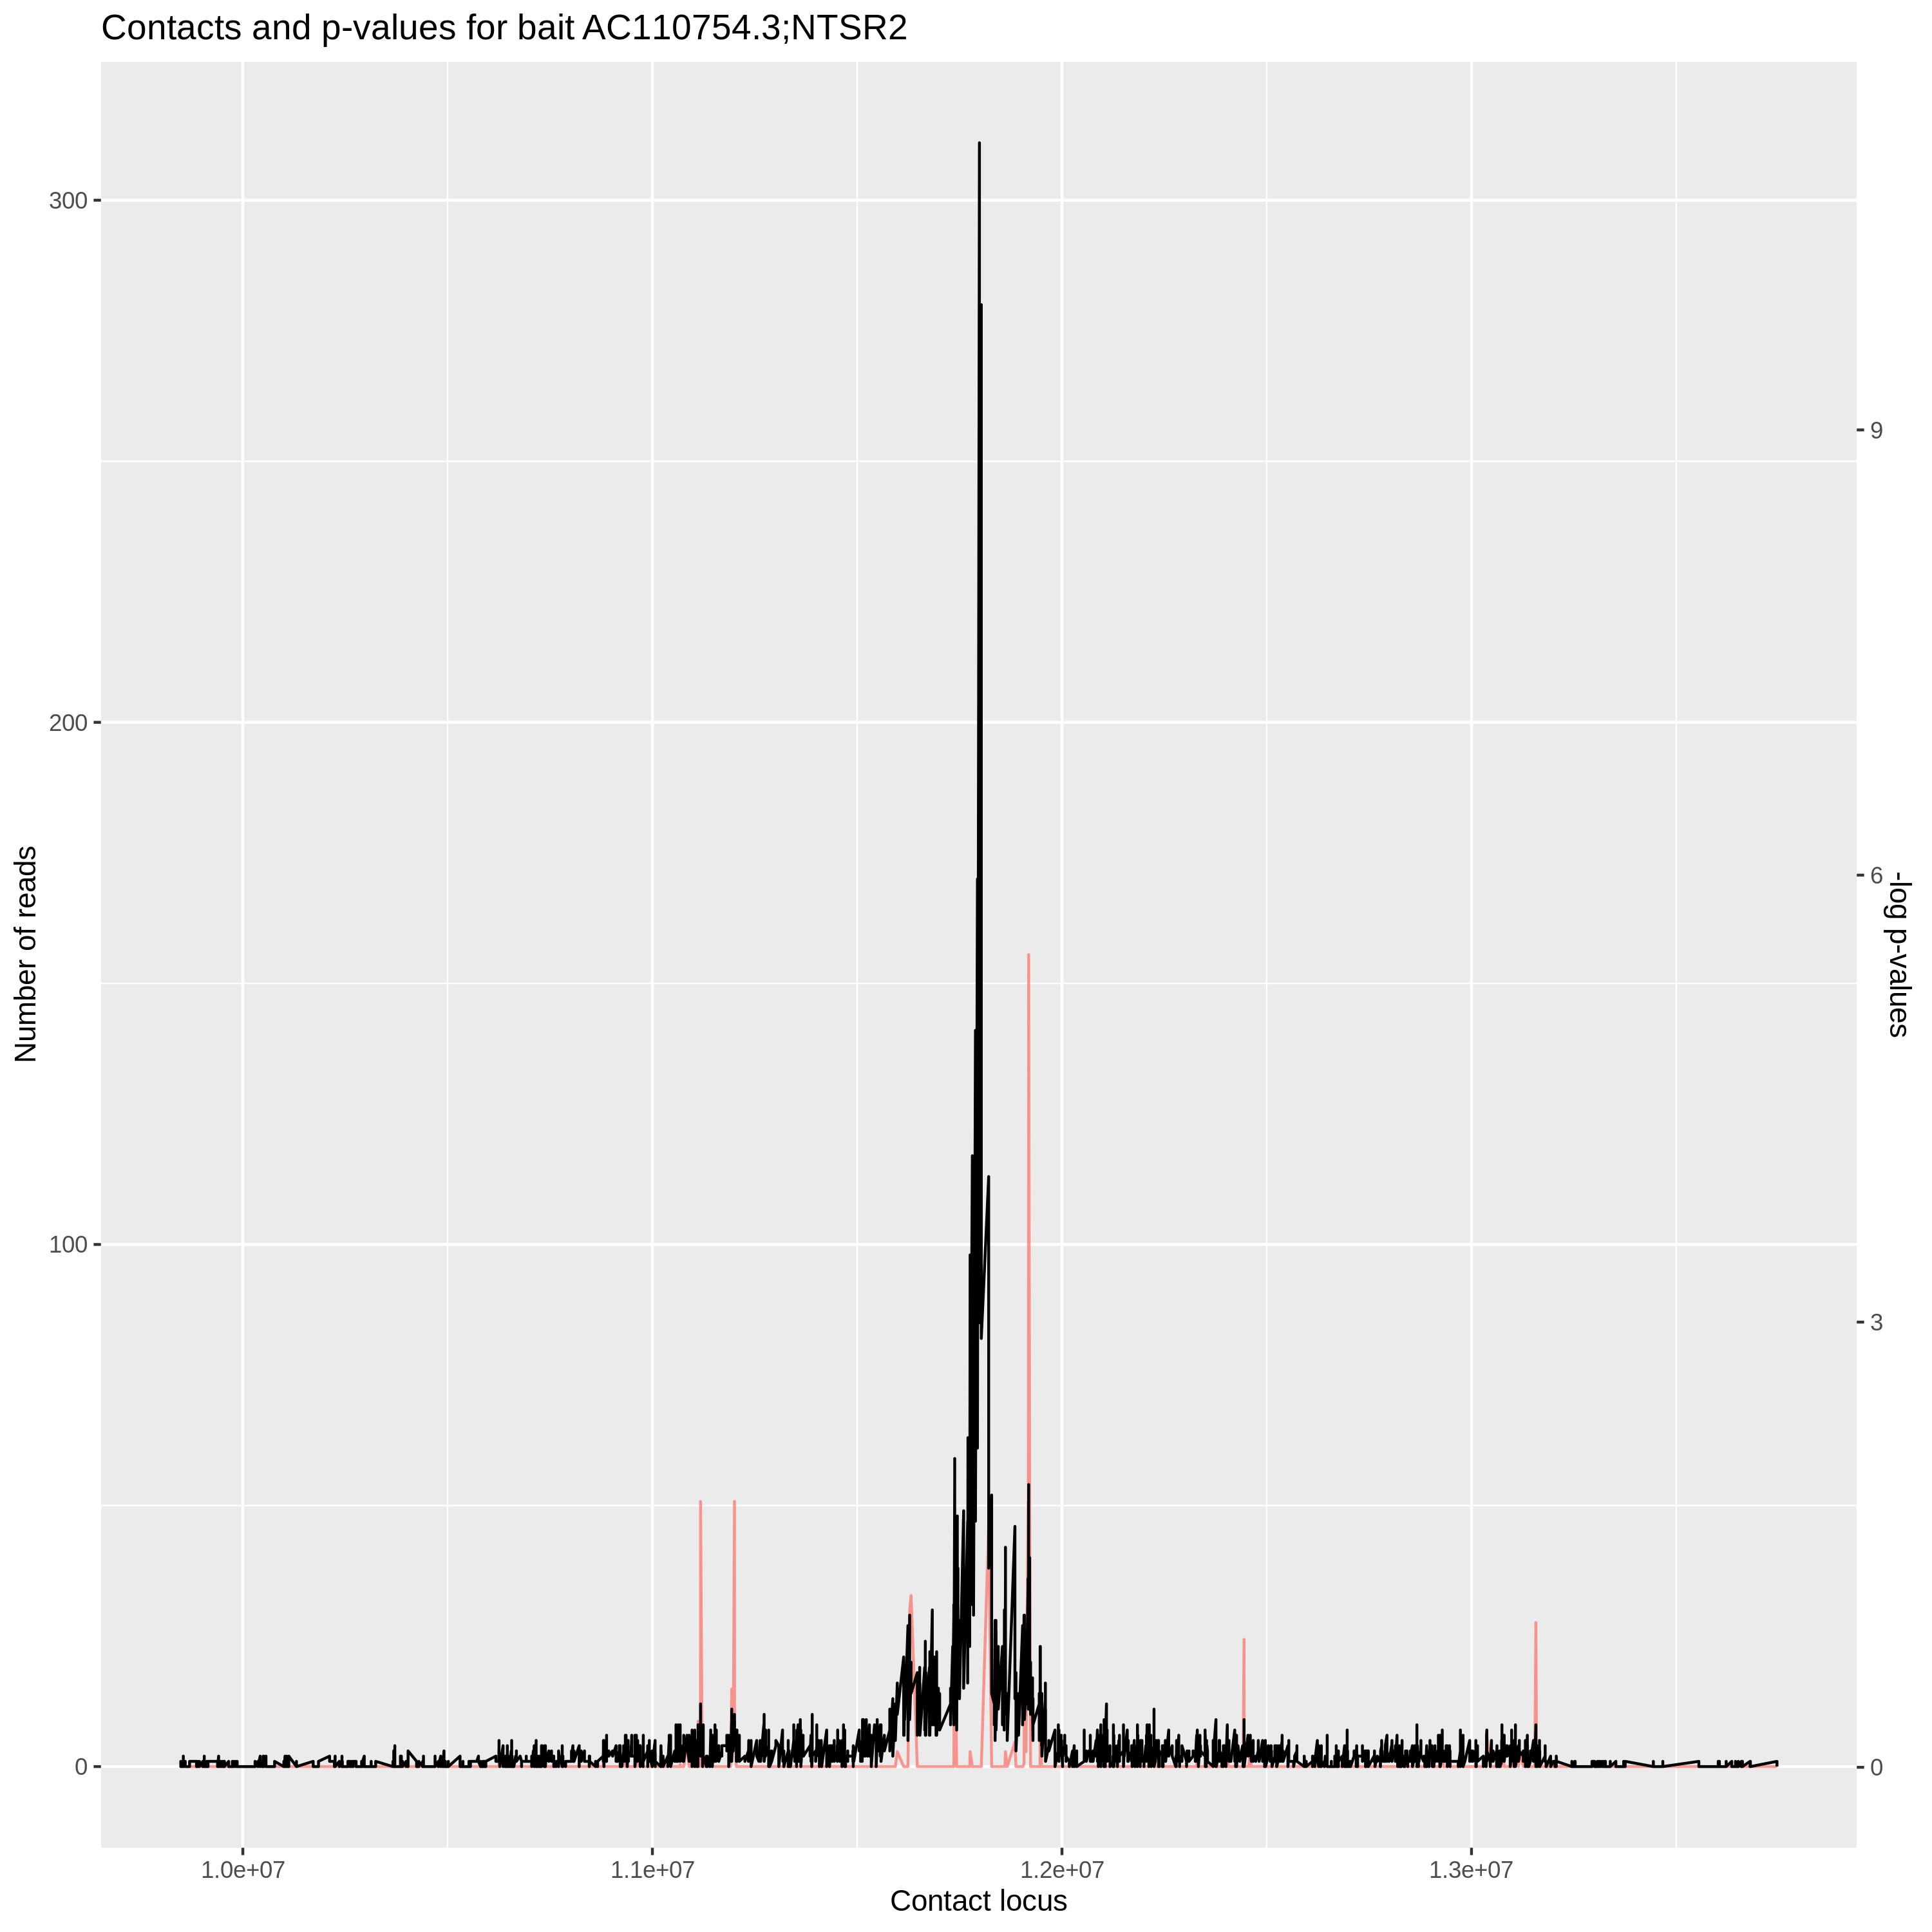 Contacts and p-values for bait AC110754.3;NTSR2
300
200
100
0
Number of reads
9
6
3
0
-log p-values
1.0e+07
1.1e+07
1.2e+07
1.3e+07
Contact locus